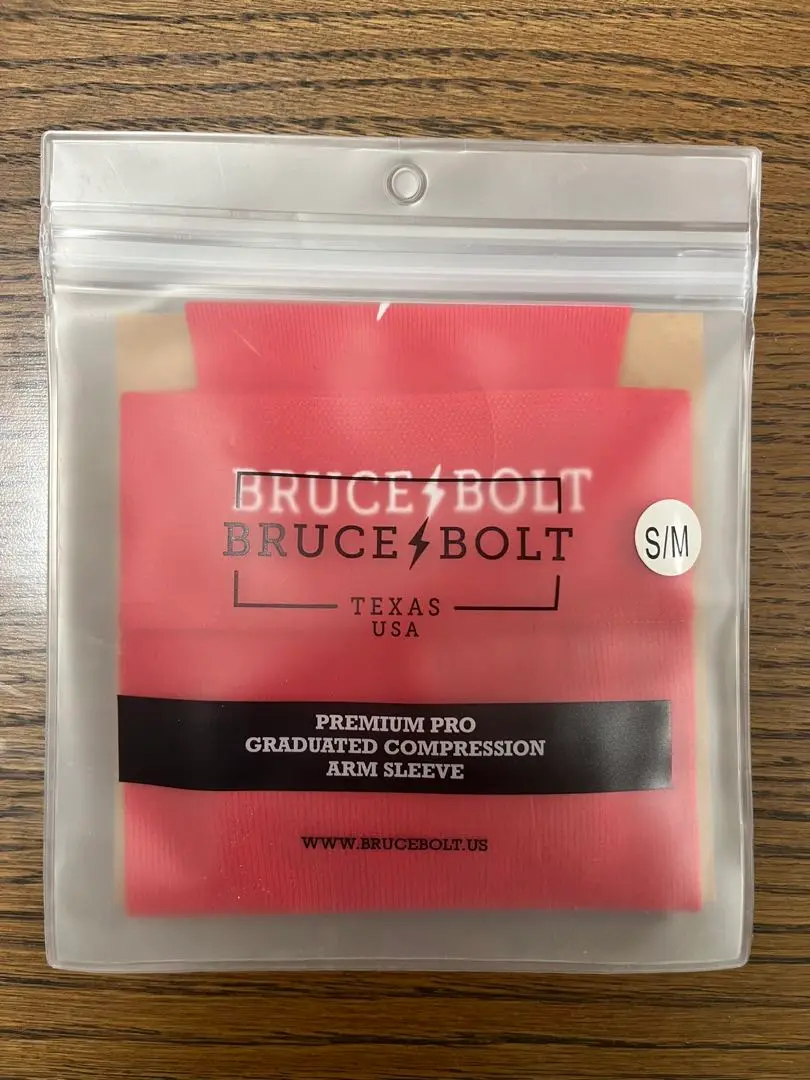 BRUCE BOLT
BRUCE BOLT
S/M
TEXAS
USA
PREMIUM PRO
GRADUATED COMPRESSION
ARM SLEEVE
WWW.BRUCEBOLT.US